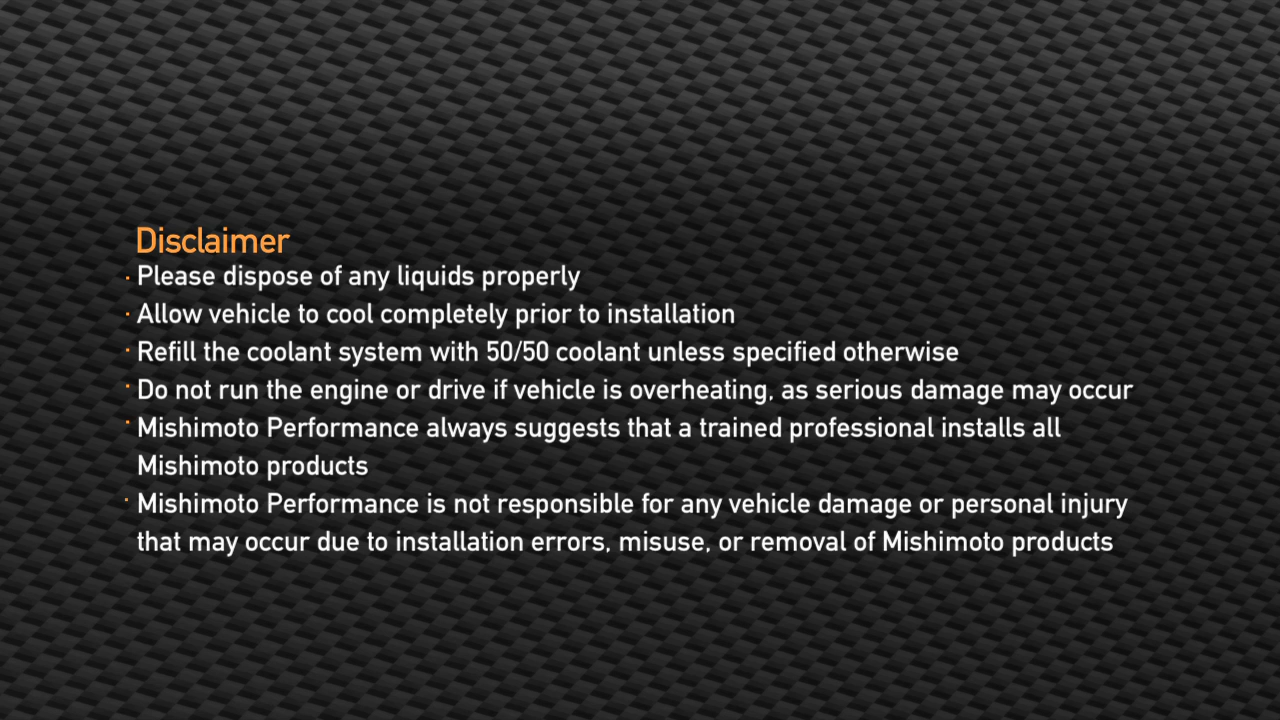 Disclaimer
· Please dispose of any liquids properly
· Allow vehicle to cool completely prior to installation
· Refill the coolant system with 50/50 coolant unless specified otherwise
· Do not run the engine or drive if vehicle is overheating, as serious damage may occur
· Mishimoto Performance always suggests that a trained professional installs all
Mishimoto products
· Mishimoto Performance is not responsible for any vehicle damage or personal injury
that may occur due to installation errors, misuse, or removal of Mishimoto products